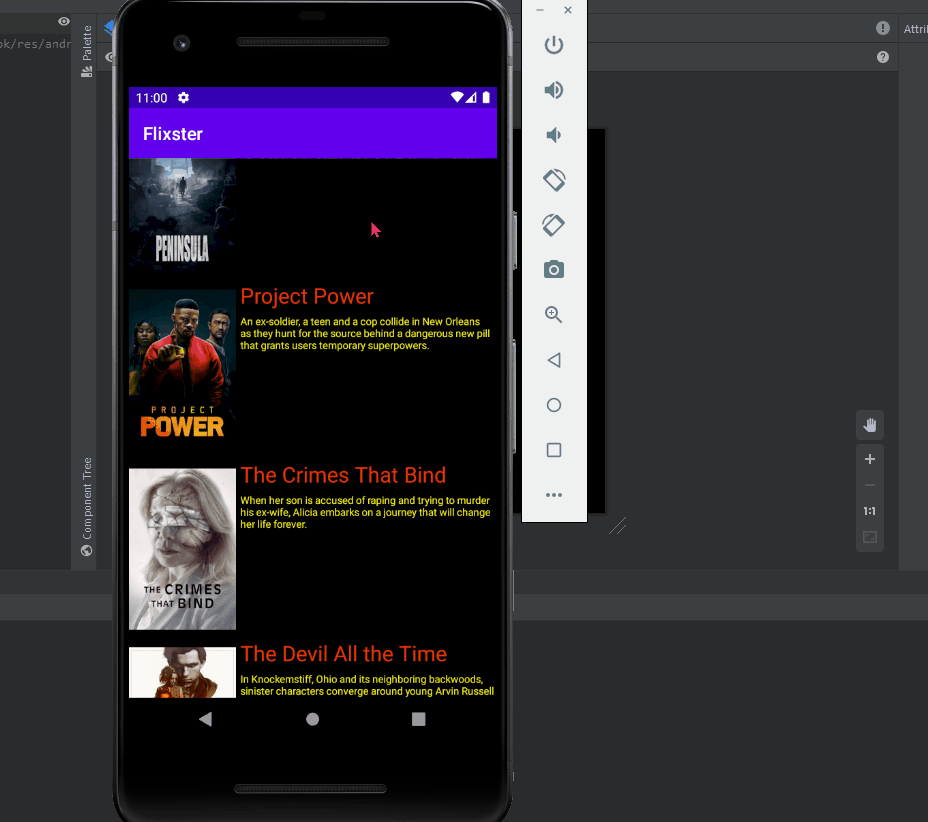 ok/res/andr
Palette
Attri
11:00
Flixster
PENINSULA
Project Power
An ex-soldier, a teen and a cop collide in New Orleans
as they hunt for the source behind a dangerous new pill
that grants users temporary superpowers.
PROJECT
POWER
The Crimes That Bind
When her son is accused of raping and trying to murder
his ex-wife, Alicia embarks on a journey that will change
her life forever.
THE CRIMES
THAT BIND
The Devil All the Time
In Knockemstiff, Ohio and its neighboring backwoods,
sinister characters converge around young Arvin Russell
Component Tree
1:1